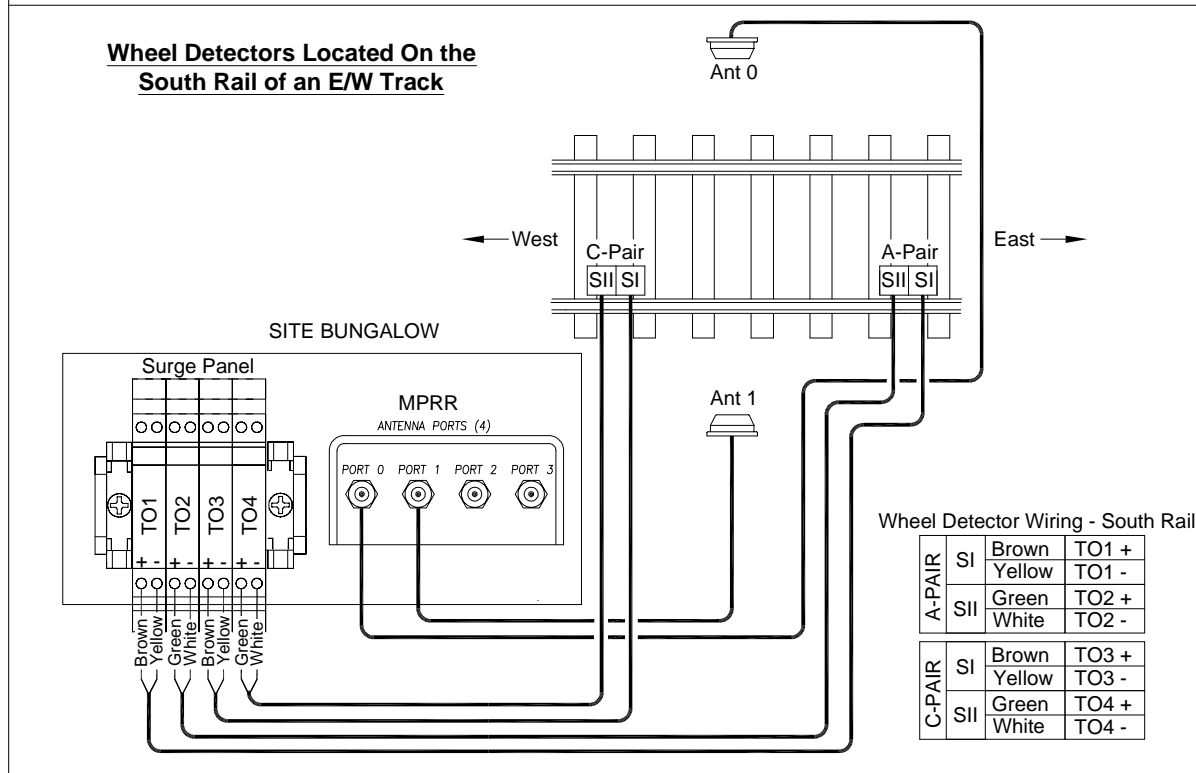 Wheel Detectors Located On the
South Rail of an E/W Track
Ant 0
West
East
C-Pair
SII SI
A-Pair
SII SI
SITE BUNGALOW
Surge Panel
TO1 TO2 TO3 TO4
+ - + - + - + -
Brown Yellow Green White Brown Yellow Green White
MPRR
ANTENNA PORTS (4)
PORT 0 PORT 1 PORT 2 PORT 3
Ant 1
Wheel Detector Wiring - South Rail
A-PAIR
SI Brown TO1 +
Yellow TO1 -
SII Green TO2 +
White TO2 -
C-PAIR
SI Brown TO3 +
Yellow TO3 -
SII Green TO4 +
White TO4 -